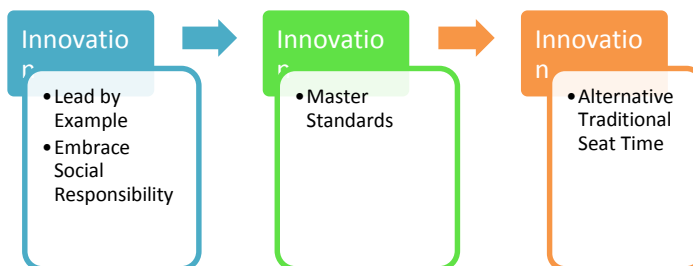 Innovatio
n
• Lead by
Example
• Embrace
Social
Responsibility
Innovatio
n
• Master
Standards
Innovatio
n
• Alternative
Traditional
Seat Time